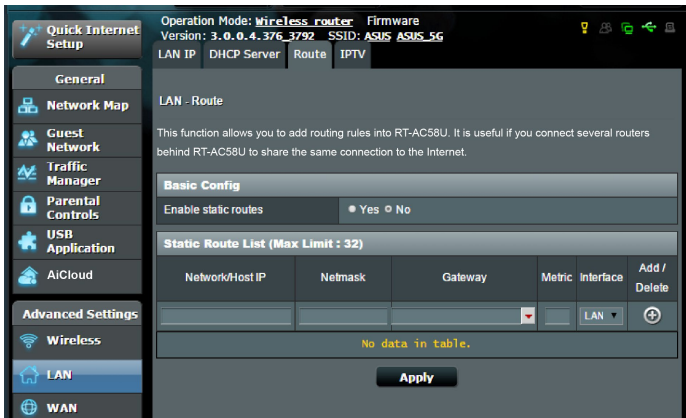 Quick Internet
Setup
General
Network Map
Guest
Network
Traffic
Manager
Parental
Controls
USB
Application
AiCloud
Advanced Settings
Wireless
LAN
WAN
Operation Mode: Wireless router Firmware
Version: 3.0.0.4.376_3792 SSID: ASUS ASUS_5G
LAN IP DHCP Server Route IPTV
LAN - Route
This function allows you to add routing rules into RT-AC58U. It is useful if you connect several routers
behind RT-AC58U to share the same connection to the Internet.
Basic Config
Enable static routes Yes No
Static Route List (Max Limit : 32)
Network/Host IP Netmask Gateway Metric Interface Add / Delete
LAN
No data in table.
Apply